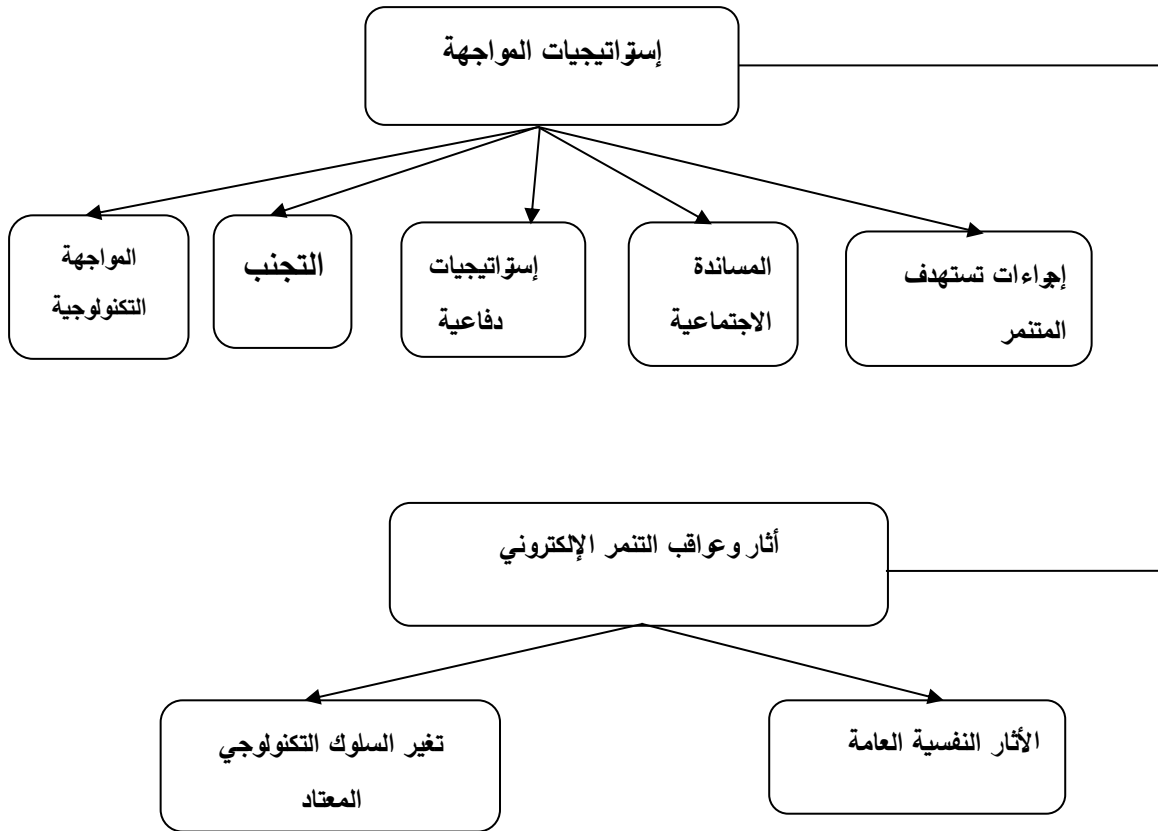 إستراتيجيات المواجهة
إجراءات تستهدف
المتنمر
المساندة
الاجتماعية
إستراتيجيات
دفاعية
التجنب
المواجهة
التكنولوجية
أثار وعواقب التنمر الإلكتروني
الأثار النفسية العامة
تغير السلوك التكنولوجي
المعتاد